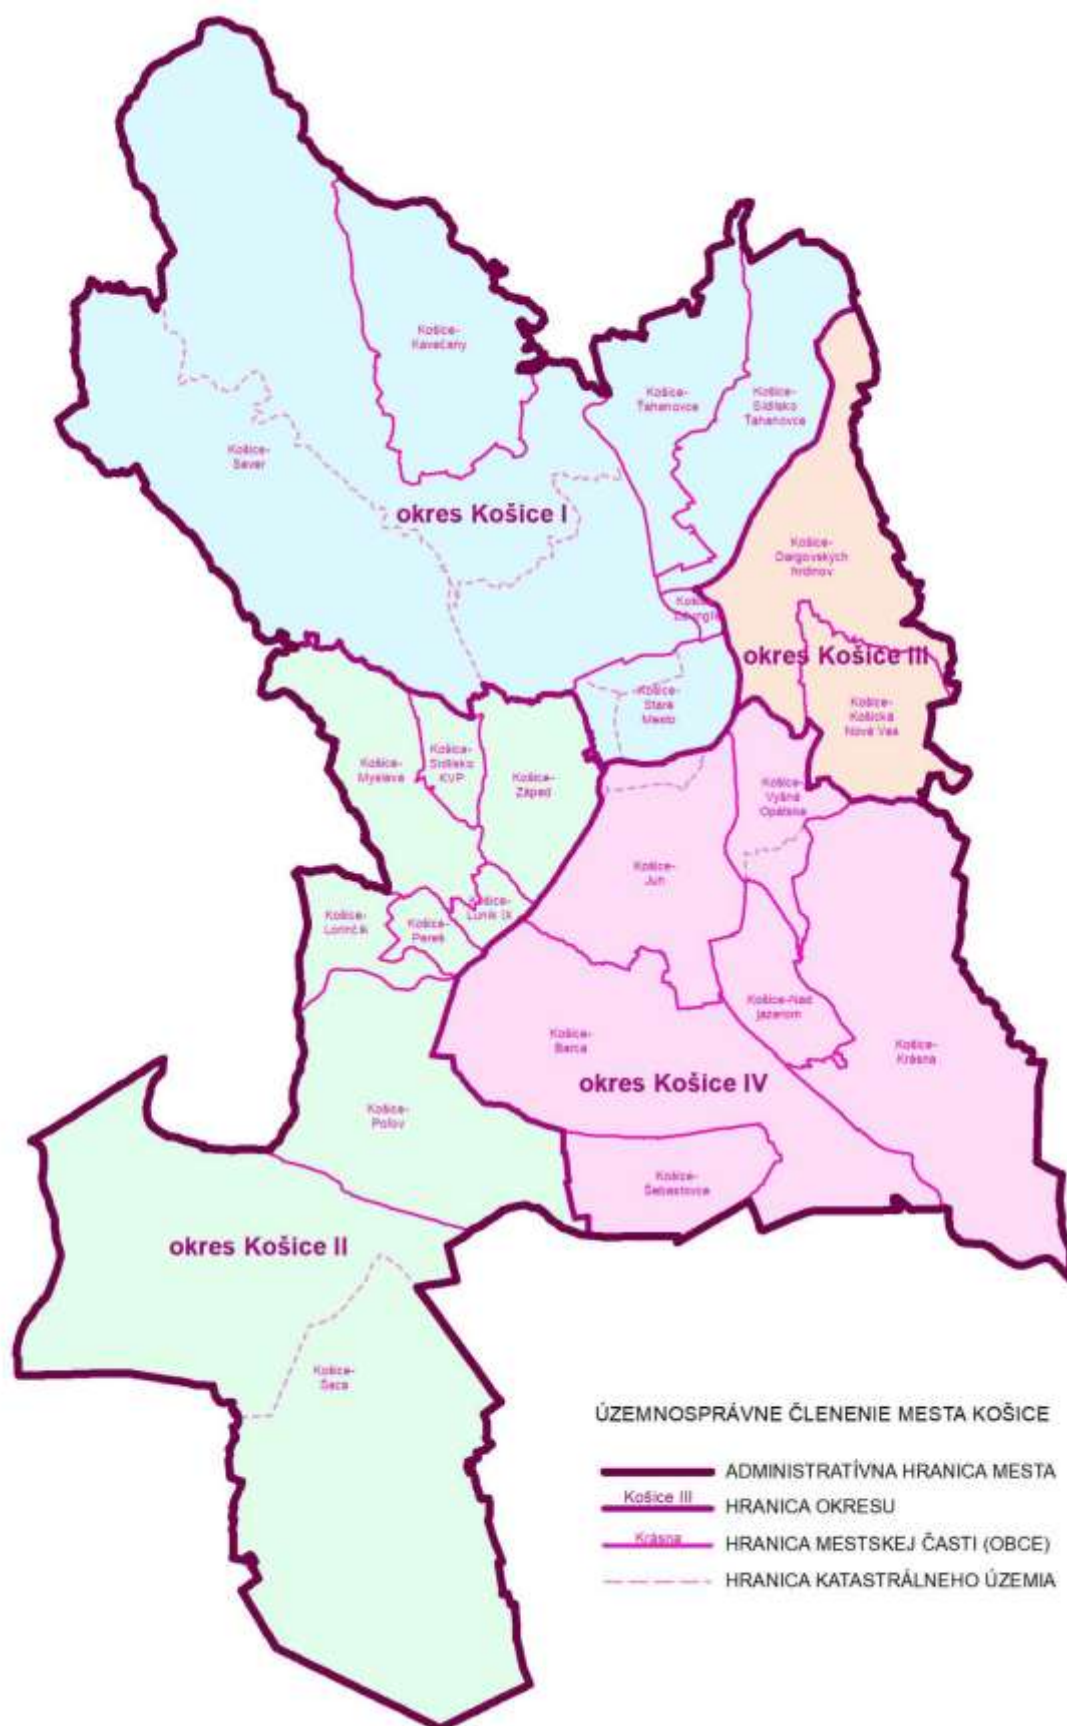 Košice-
Kavečany
Košice-
Ťahanovce
Košice-
Sídlisko
Ťahanovce
Košice-
Sever
okres Košice I
Košice-
Dargovských
hrdinov
Košice-
Džungľa
okres Košice III
Košice-
Staré
Mesto
Košice-
Košická
Nová Ves
Košice-
Myslava
Košice-
Sídlisko
KVP
Košice-
Západ
Košice-
Vyšné
Opátske
Košice-
Juh
Košice-
Lorinčík
Košice-
Pereš
Košice-
Luník IX
Košice-Nad
jazerom
Košice-
Barca
Košice-
Krásna
okres Košice IV
Košice-
Poľov
Košice-
Šebastovce
okres Košice II
Košice-
Šaca
ÚZEMNOSPRÁVNE ČLENENIE MESTA KOŠICE
ADMINISTRATÍVNA HRANICA MESTA
Košice III HRANICA OKRESU
Krásna HRANICA MESTSKEJ ČASTI (OBCE)
HRANICA KATASTRÁLNEHO ÚZEMIA